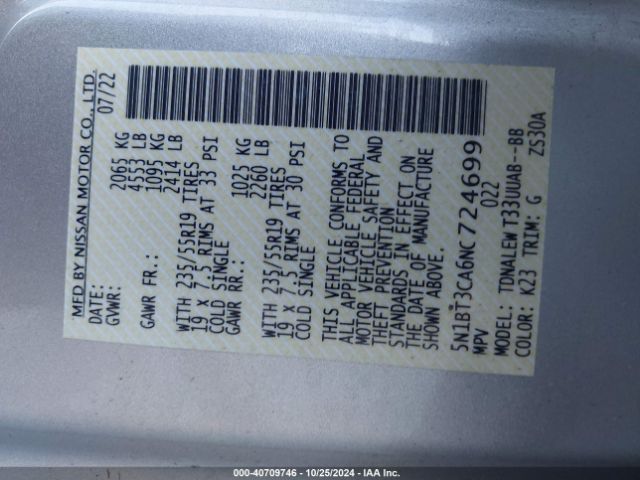 MFD BY NISSAN MOTOR CO., LTD.
DATE: 07/22
GVWR: 2065 KG
4553 LB
GAWR FR.: 1095 KG
2414 LB
WITH 235/55R19 TIRES
19 x 7.5 RIMS AT 33 PSI
COLD SINGLE
GAWR RR.: 1025 KG
2260 LB
WITH 235/55R19 TIRES
19 x 7.5 RIMS AT 30 PSI
COLD SINGLE
THIS VEHICLE CONFORMS TO
ALL APPLICABLE FEDERAL
MOTOR VEHICLE SAFETY AND
THEFT PREVENTION
STANDARDS IN EFFECT ON
THE DATE OF MANUFACTURE
SHOWN ABOVE.
5N1BT3CA6NC724699
MPV 022
MODEL: TDNALEW T33UUAB--BB
COLOR: K23 TRIM: G ZS30A
000-40709746 - 10/25/2024 - IAA Inc.